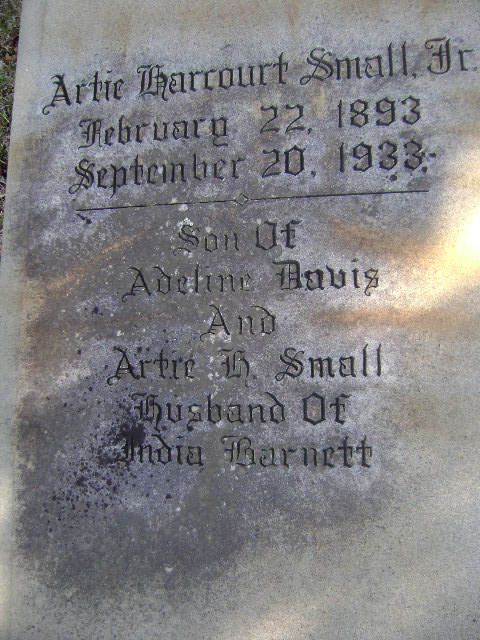 Artie Harcourt Small, Jr.
February 22, 1893
September 20, 1933
Son Of
Adeline Davis
And
Artie H. Small
Husband Of
India Barnett